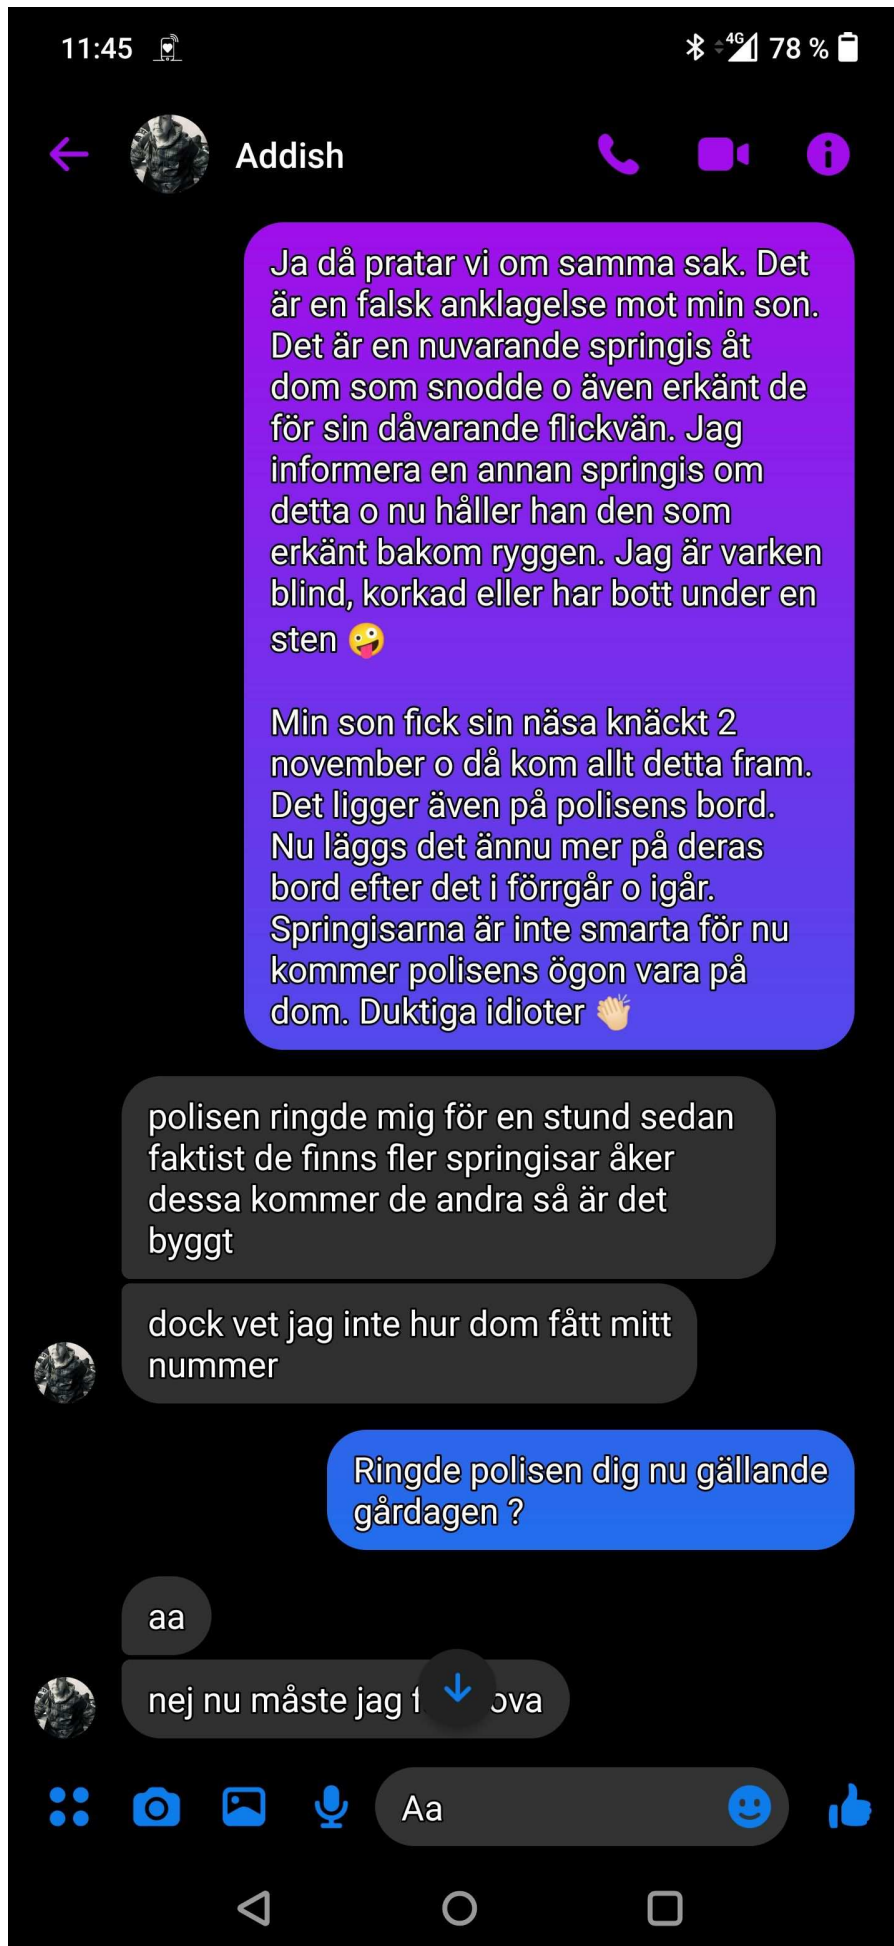 11:45
4G 78 %
Addish
Ja då pratar vi om samma sak. Det
är en falsk anklagelse mot min son.
Det är en nuvarande springis åt
dom som snodde o även erkänt de
för sin dåvarande flickvän. Jag
informera en annan springis om
detta o nu håller han den som
erkänt bakom ryggen. Jag är varken
blind, korkad eller har bott under en
sten 🤪
Min son fick sin näsa knäckt 2
november o då kom allt detta fram.
Det ligger även på polisens bord.
Nu läggs det ännu mer på deras
bord efter det i förrgår o igår.
Springisarna är inte smarta för nu
kommer polisens ögon vara på
dom. Duktiga idioter 👏🏻
polisen ringde mig för en stund sedan
faktist de finns fler springisar åker
dessa kommer de andra så är det
byggt
dock vet jag inte hur dom fått mitt
nummer
Ringde polisen dig nu gällande
gårdagen ?
aa
nej nu måste jag
Aa